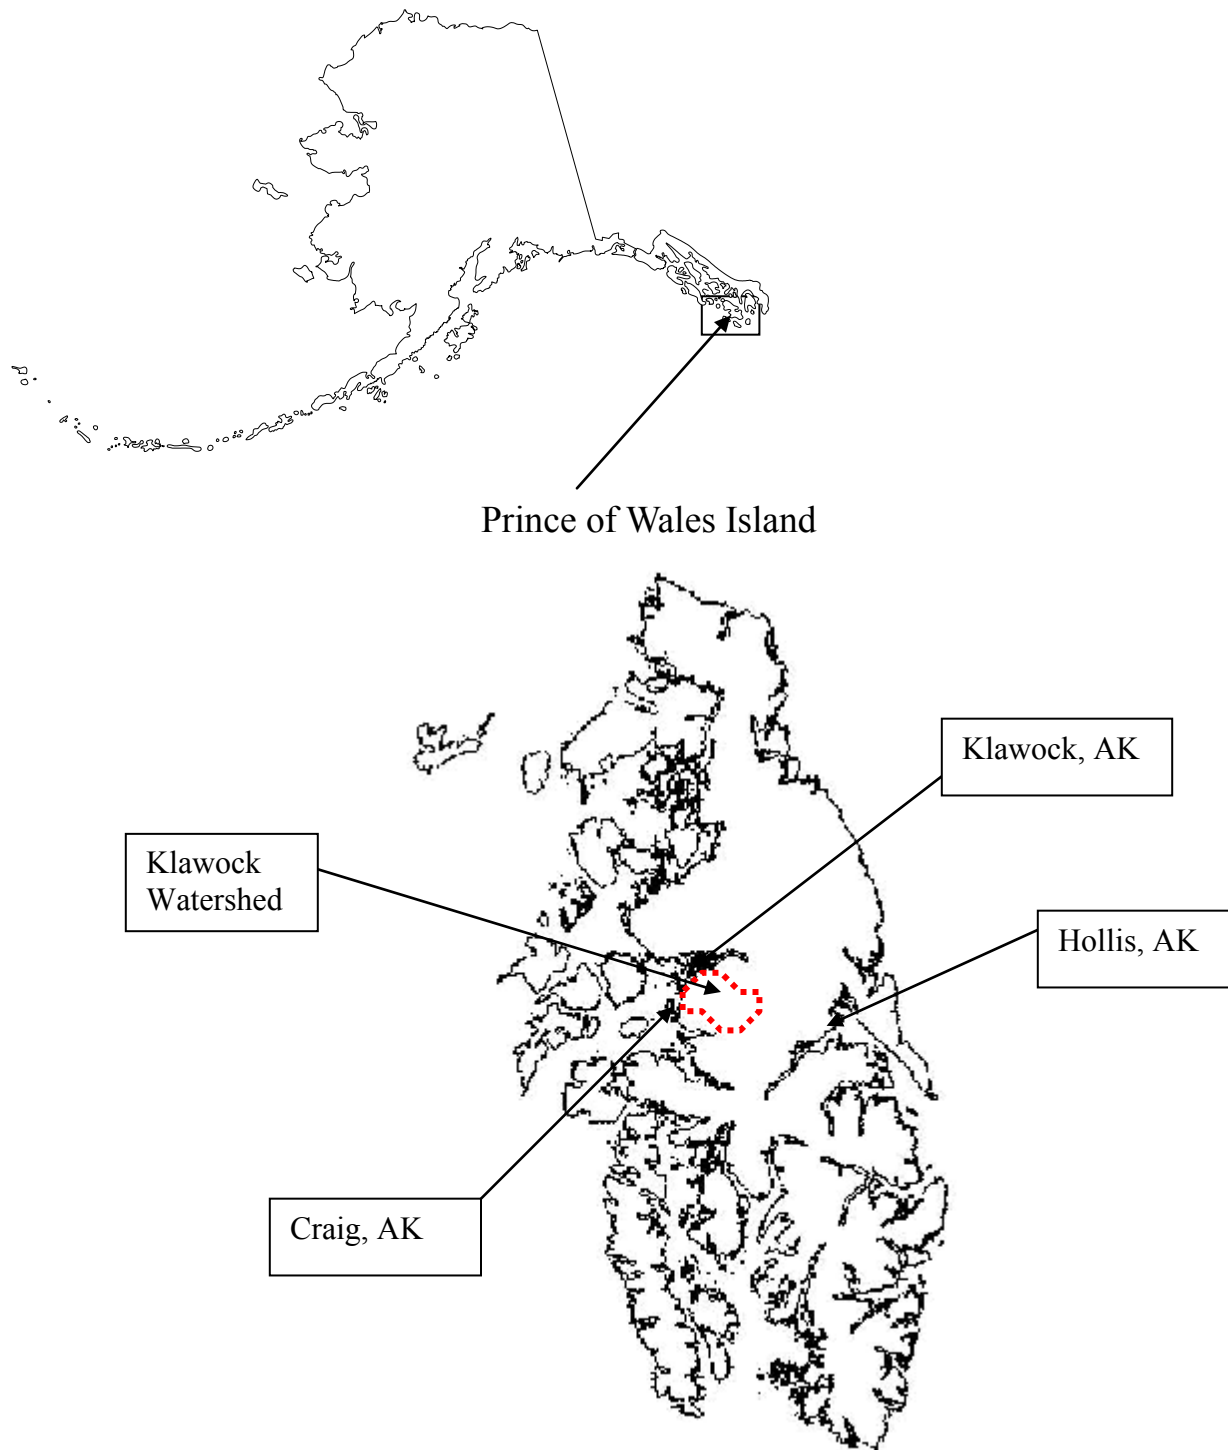 Prince of Wales Island
Klawock, AK
Klawock
Watershed
Hollis, AK
Craig, AK